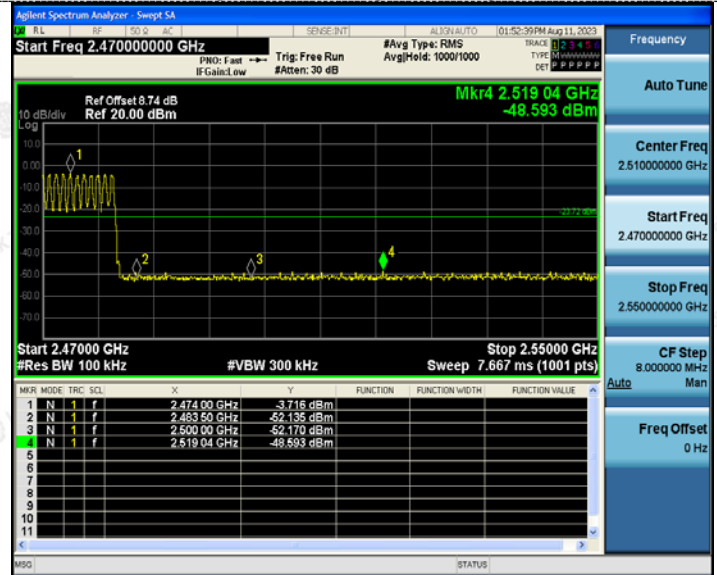 Agilent Spectrum Analyzer - Swept SA
RL RF 50 Ω AC SENSE:INT ALIGNAUTO 01:52:39 PM Aug 11, 2023
Start Freq 2.470000000 GHz
PNO: Fast Trig: Free Run #Avg Type: RMS TRACE 1 2 3 4 5 6
IFGain:Low #Atten: 30 dB Avg|Hold: 1000/1000 TYPE M
DET P P P P P P
Ref Offset 8.74 dB
10 dB/div Ref 20.00 dBm
Log
Mkr4 2.519 04 GHz
-48.593 dBm
10.0
0.00
-10.0
-20.0
-30.0
-40.0
-50.0
-60.0
-70.0
1
2
3
4
-23.72 dBm
Start 2.47000 GHz Stop 2.55000 GHz
#Res BW 100 kHz #VBW 300 kHz Sweep 7.667 ms (1001 pts)
MKR MODE TRC SCL X Y FUNCTION FUNCTION WIDTH FUNCTION VALUE
1 N 1 f 2.474 00 GHz -3.716 dBm
2 N 1 f 2.483 50 GHz -52.135 dBm
3 N 1 f 2.500 00 GHz -52.170 dBm
4 N 1 f 2.519 04 GHz -48.593 dBm
5
6
7
8
9
10
11
MSG STATUS
Frequency
Auto Tune
Center Freq
2.510000000 GHz
Start Freq
2.470000000 GHz
Stop Freq
2.550000000 GHz
CF Step
8.000000 MHz
Auto Man
Freq Offset
0 Hz